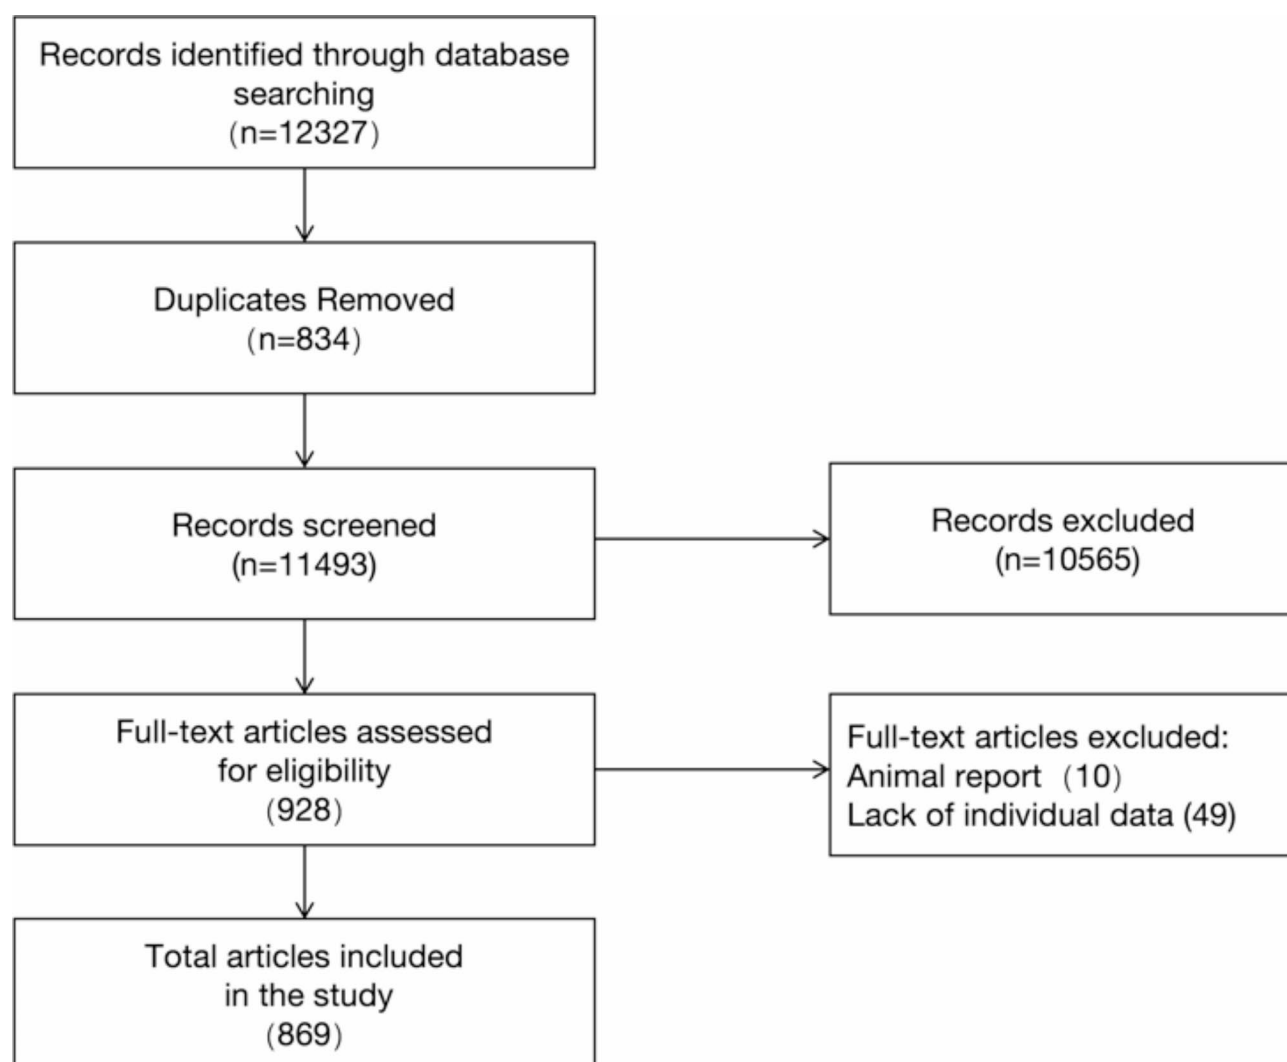 Records identified through database
searching
(n=12327)
Duplicates Removed
(n=834)
Records screened
(n=11493)
Records excluded
(n=10565)
Full-text articles assessed
for eligibility
(928)
Full-text articles excluded:
Animal report (10)
Lack of individual data (49)
Total articles included
in the study
(869)